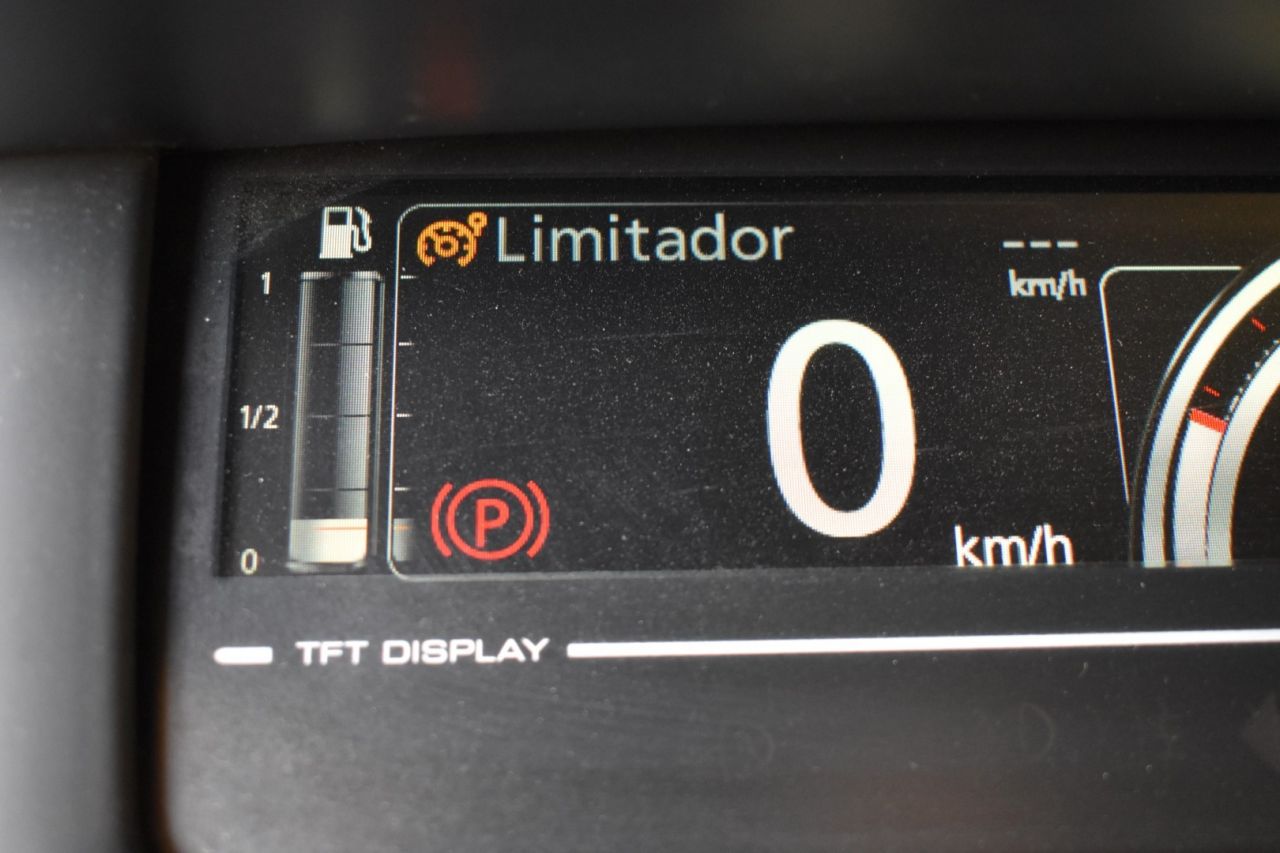 Limitador ---
km/h
1
1/2
0
0
km/h
P
TFT DISPLAY